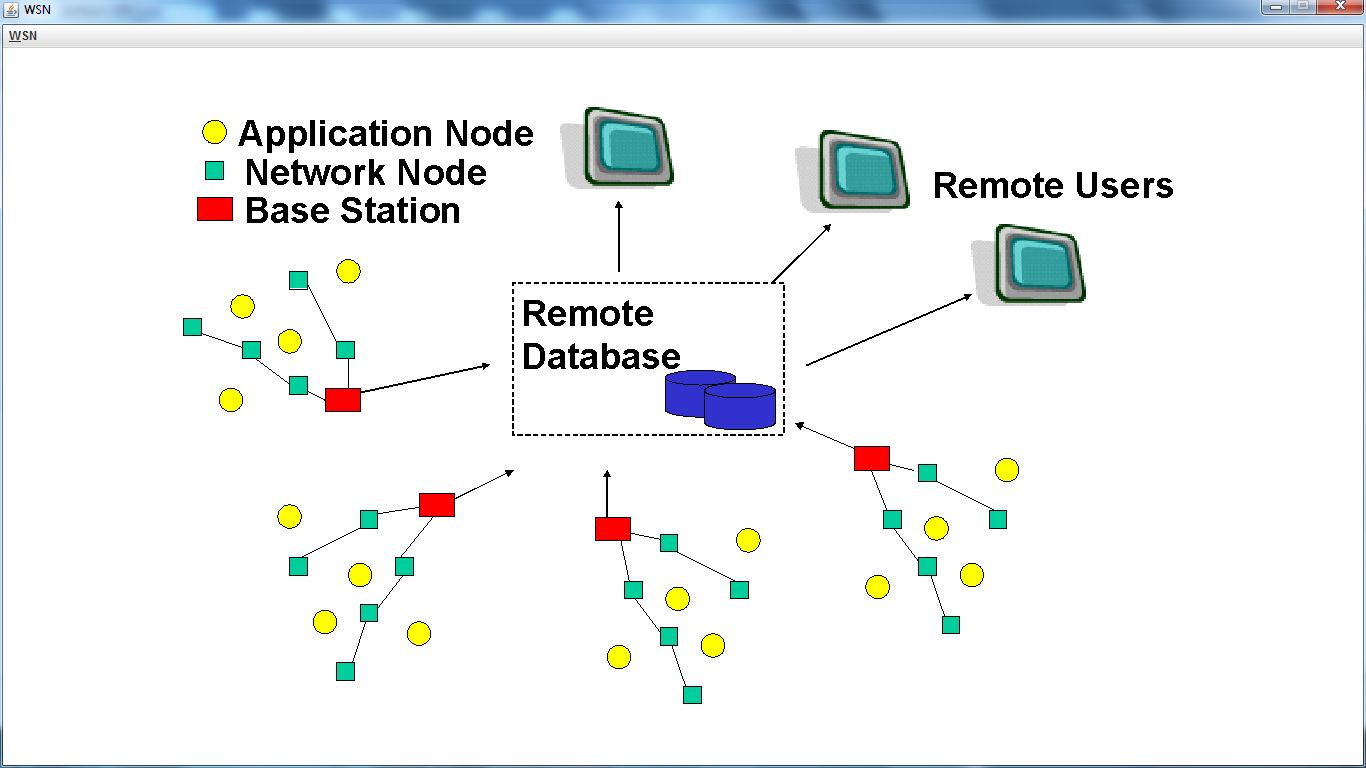 WSN
WSN
Application Node
Network Node
Base Station
Remote Users
Remote
Database